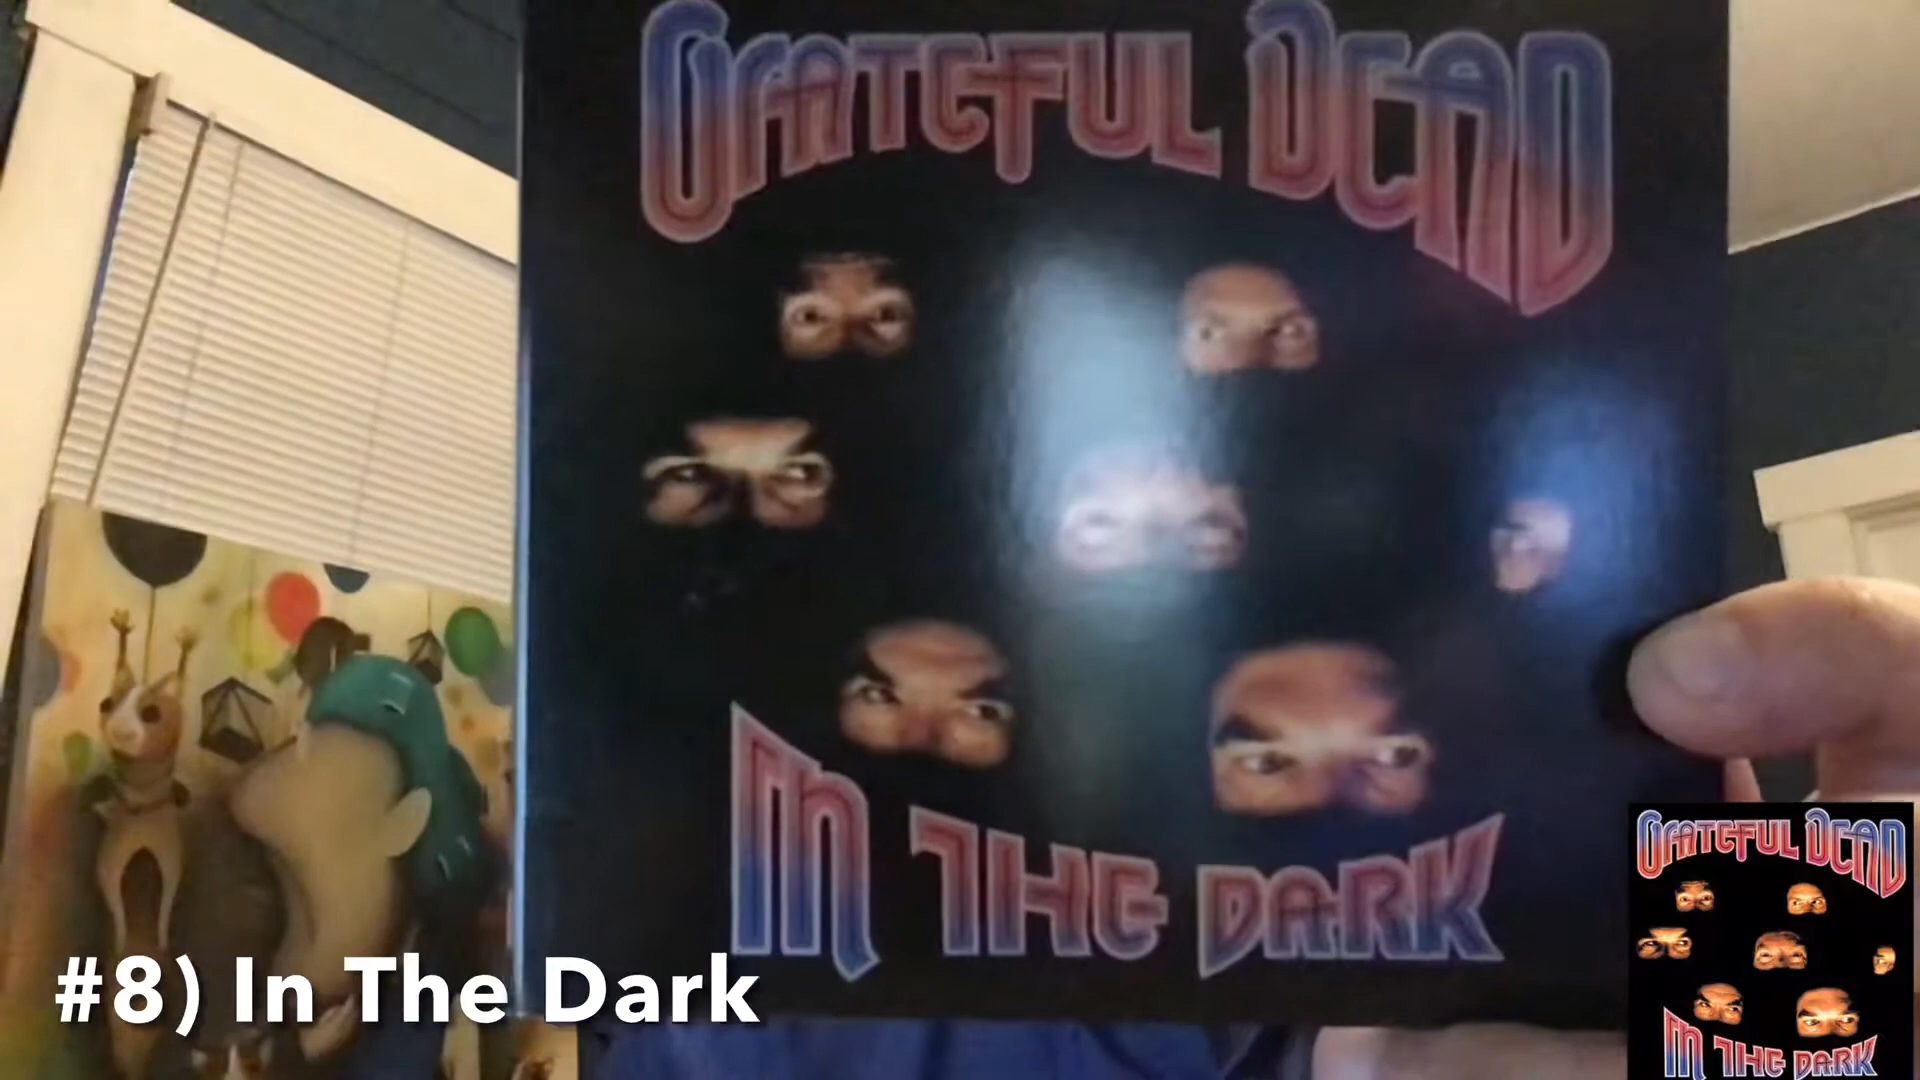 GRATEFUL DEAD
IN THE DARK
#8) In The Dark
GRATEFUL DEAD
IN THE DARK